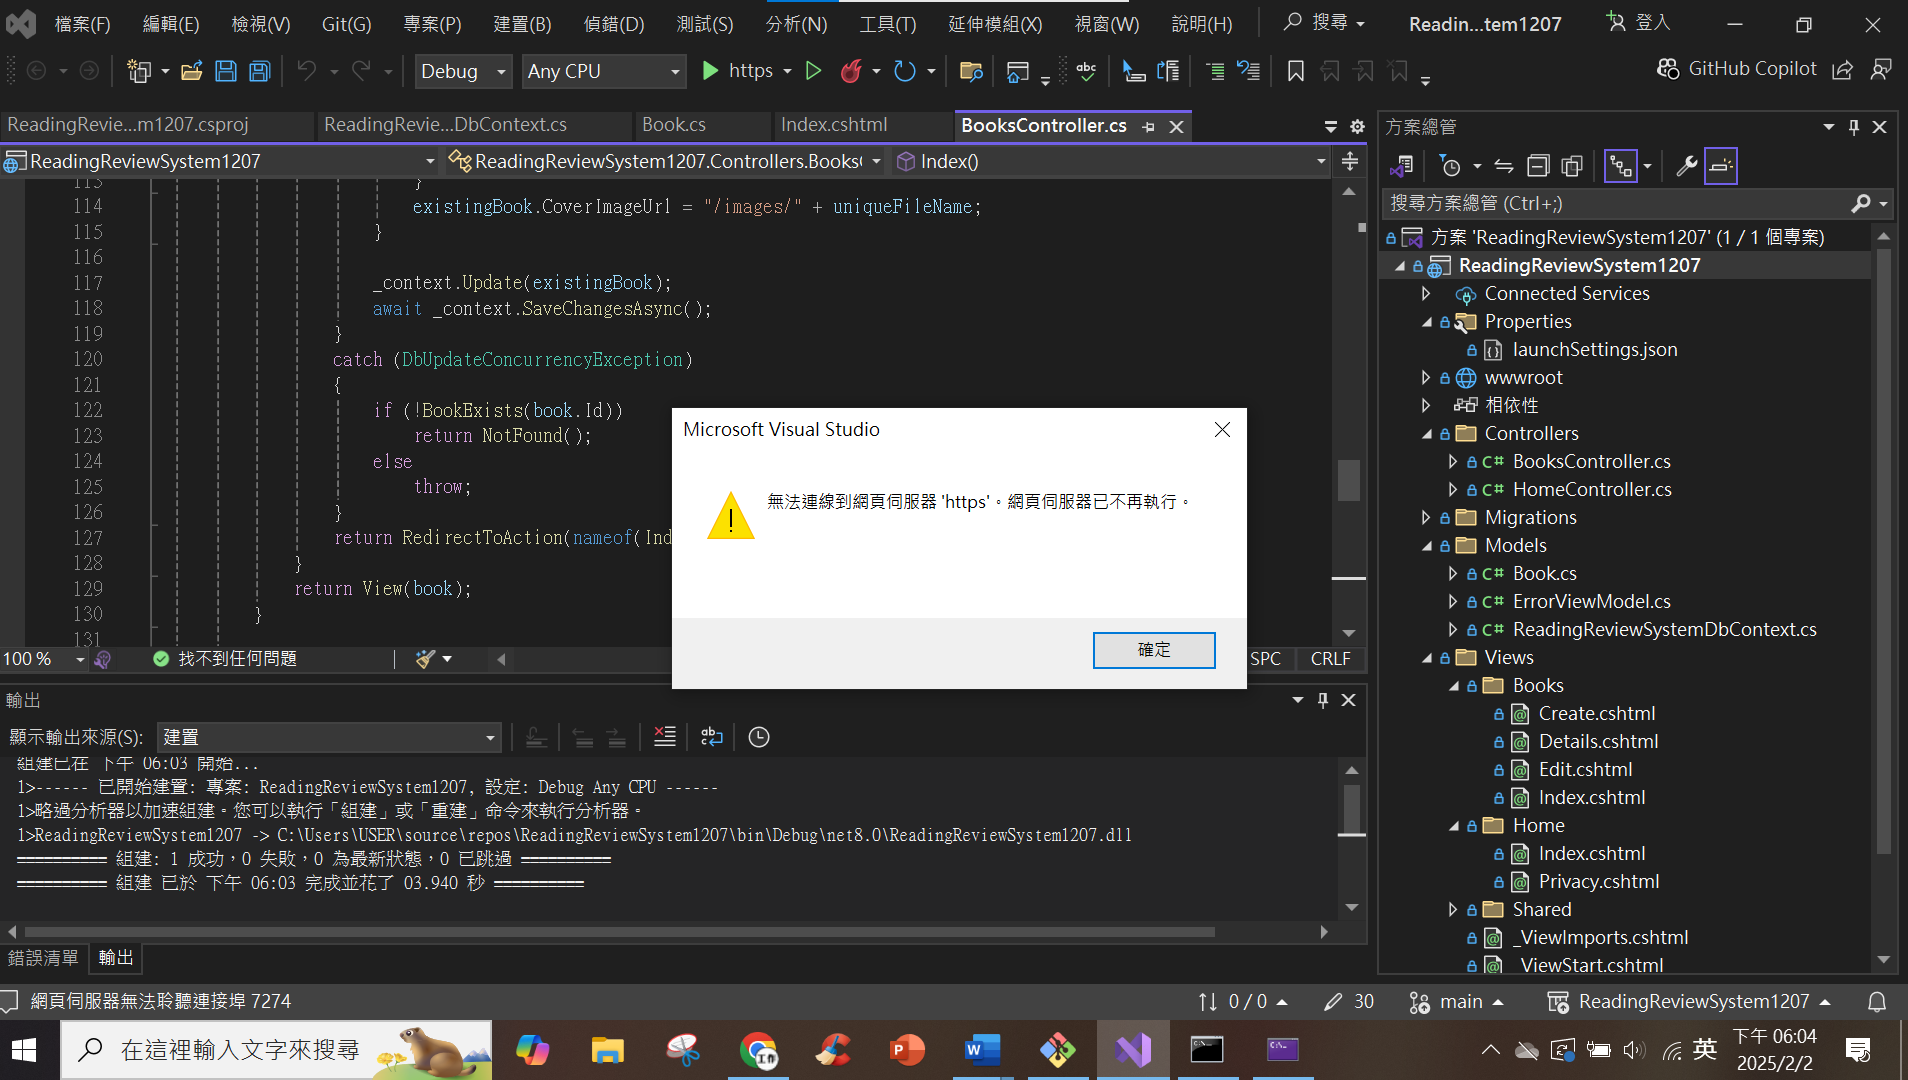 檔案(F) 編輯(E) 檢視(V) Git(G) 專案(P) 建置(B) 偵錯(D) 測試(S) 分析(N) 工具(T) 延伸模組(X) 視窗(W) 說明(H) 搜尋 Readin...tem1207 登入
Debug Any CPU https abc GitHub Copilot
ReadingRevie...m1207.csproj ReadingRevie...DbContext.cs Book.cs Index.cshtml BooksController.cs
ReadingReviewSystem1207 ReadingReviewSystem1207.Controllers.Books( Index()
113 }
114 existingBook.CoverImageUrl = "/images/" + uniqueFileName;
115 }
116
117 _context.Update(existingBook);
118 await _context.SaveChangesAsync();
119 }
120 catch (DbUpdateConcurrencyException)
121 {
122 if (!BookExists(book.Id))
123 return NotFound();
124 else
125 throw;
126 }
127 return RedirectToAction(nameof(Ind
128 }
129 return View(book);
130 }
131
100 % 找不到任何問題 SPC CRLF
Microsoft Visual Studio
無法連線到網頁伺服器 'https'。網頁伺服器已不再執行。
確定
輸出
顯示輸出來源(S): 建置
組建已在 下午 06:03 開始...
1>------ 已開始建置: 專案: ReadingReviewSystem1207, 設定: Debug Any CPU ------
1>略過分析器以加速組建。您可以執行「組建」或「重建」命令來執行分析器。
1>ReadingReviewSystem1207 -> C:\Users\USER\source\repos\ReadingReviewSystem1207\bin\Debug\net8.0\ReadingReviewSystem1207.dll
========== 組建: 1 成功，0 失敗，0 為最新狀態，0 已跳過 ==========
========== 組建 已於 下午 06:03 完成並花了 03.940 秒 ==========
錯誤清單 輸出
方案總管
搜尋方案總管 (Ctrl+;)
方案 'ReadingReviewSystem1207' (1 / 1 個專案)
ReadingReviewSystem1207
Connected Services
Properties
launchSettings.json
wwwroot
相依性
Controllers
C# BooksController.cs
C# HomeController.cs
Migrations
Models
C# Book.cs
C# ErrorViewModel.cs
C# ReadingReviewSystemDbContext.cs
Views
Books
Create.cshtml
Details.cshtml
Edit.cshtml
Index.cshtml
Home
Index.cshtml
Privacy.cshtml
Shared
_ViewImports.cshtml
_ViewStart.cshtml
網頁伺服器無法聆聽連接埠 7274 0 / 0 30 main ReadingReviewSystem1207
在這裡輸入文字來搜尋 英 下午 06:04
2025/2/2